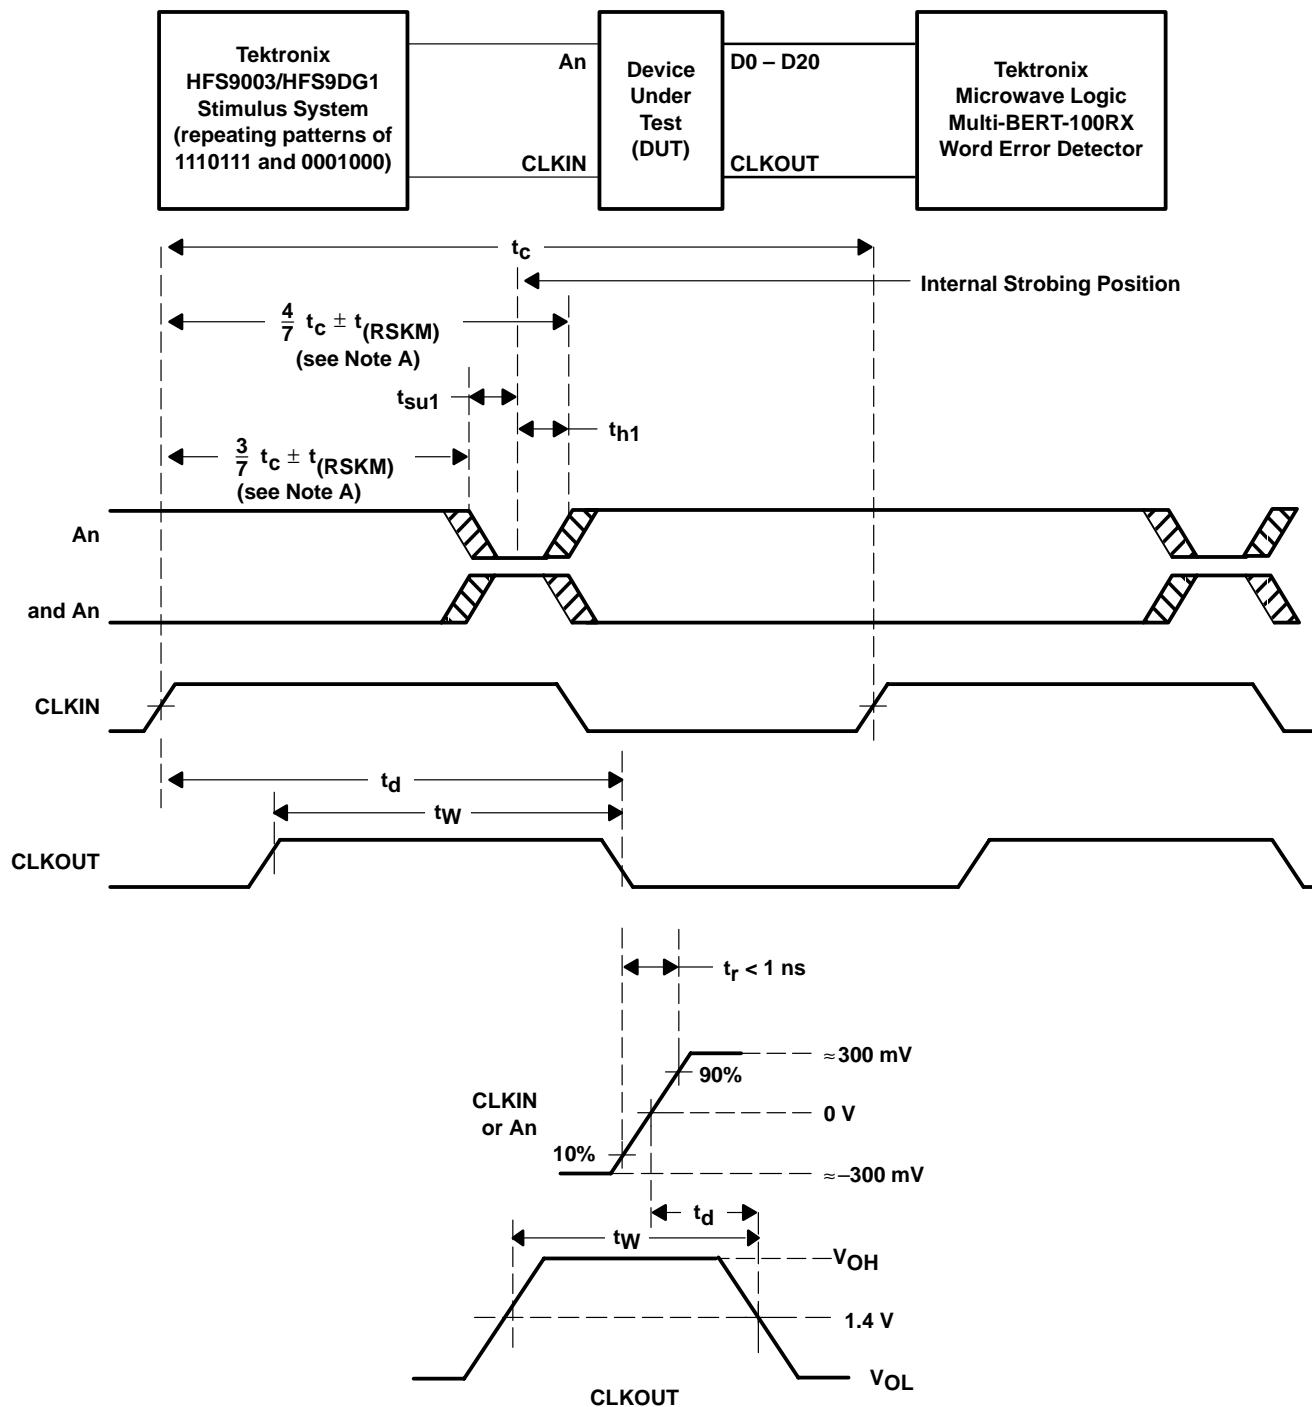 Tektronix
HFS9003/HFS9DG1
Stimulus System
(repeating patterns of
1110111 and 0001000)
An
CLKIN
Device
Under
Test
(DUT)
D0 – D20
CLKOUT
Tektronix
Microwave Logic
Multi-BERT-100RX
Word Error Detector
tc
Internal Strobing Position
4/7 tc ± t(RSKM)
(see Note A)
tsu1
th1
3/7 tc ± t(RSKM)
(see Note A)
An
and An
CLKIN
td
tW
CLKOUT
tr < 1 ns
≈300 mV
90%
CLKIN
or An
0 V
10%
≈–300 mV
td
tW
VOH
1.4 V
VOL
CLKOUT